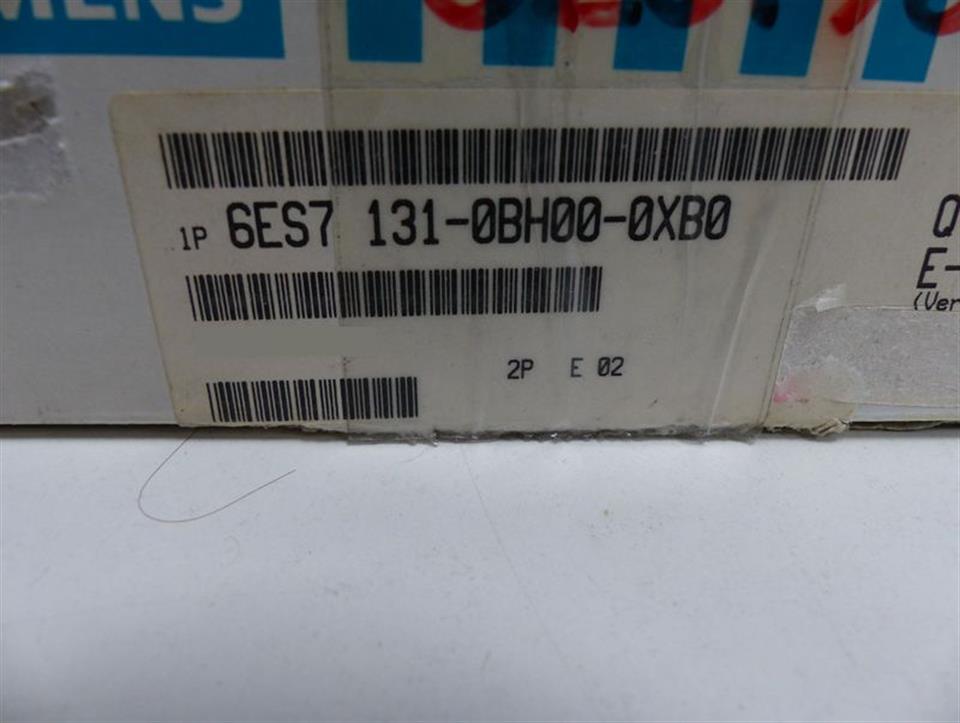 MENS
1P 6ES7 131-0BH00-0XB0
Q
E-
(Ver
2P E 02